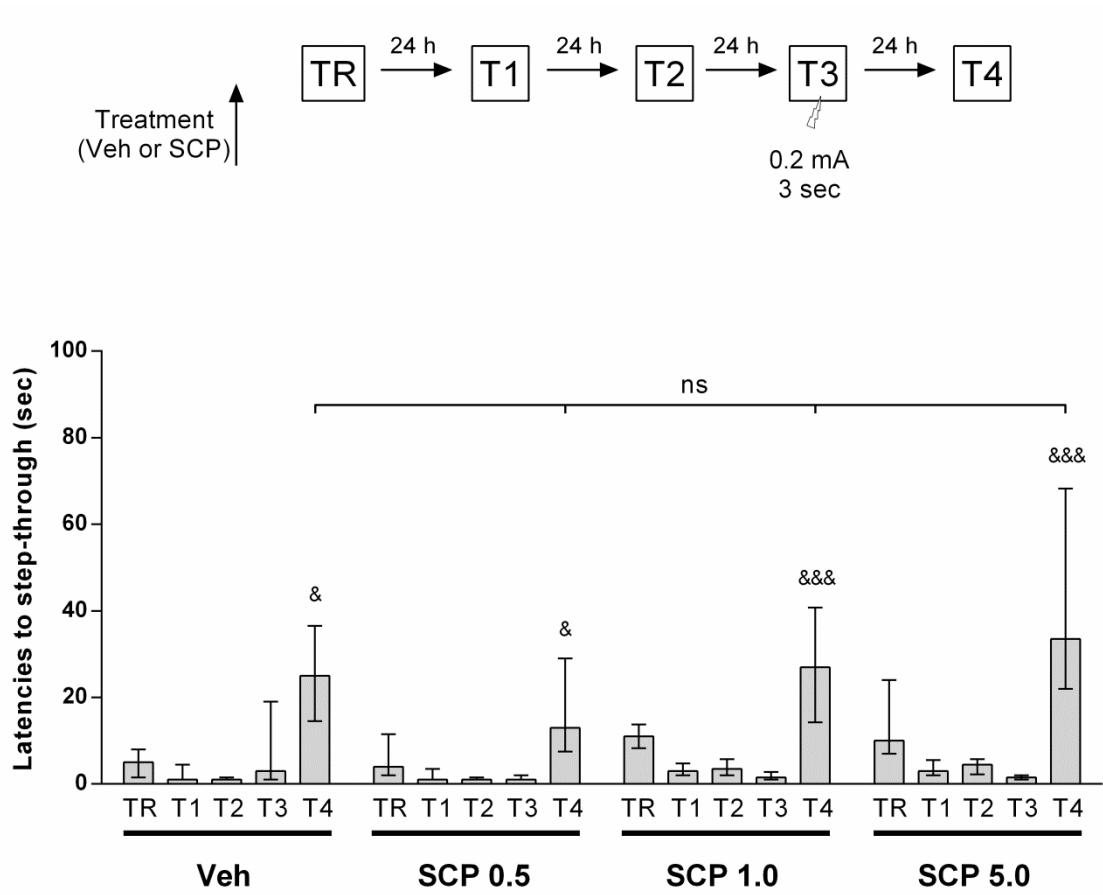 24 h 24 h 24 h 24 h
TR T1 T2 T3 T4
Treatment
(Veh or SCP)
0.2 mA
3 sec
Latencies to step-through (sec)
100
80
60
40
20
0
ns
&
&
&&&
&&&
TR T1 T2 T3 T4 TR T1 T2 T3 T4 TR T1 T2 T3 T4 TR T1 T2 T3 T4
Veh SCP 0.5 SCP 1.0 SCP 5.0